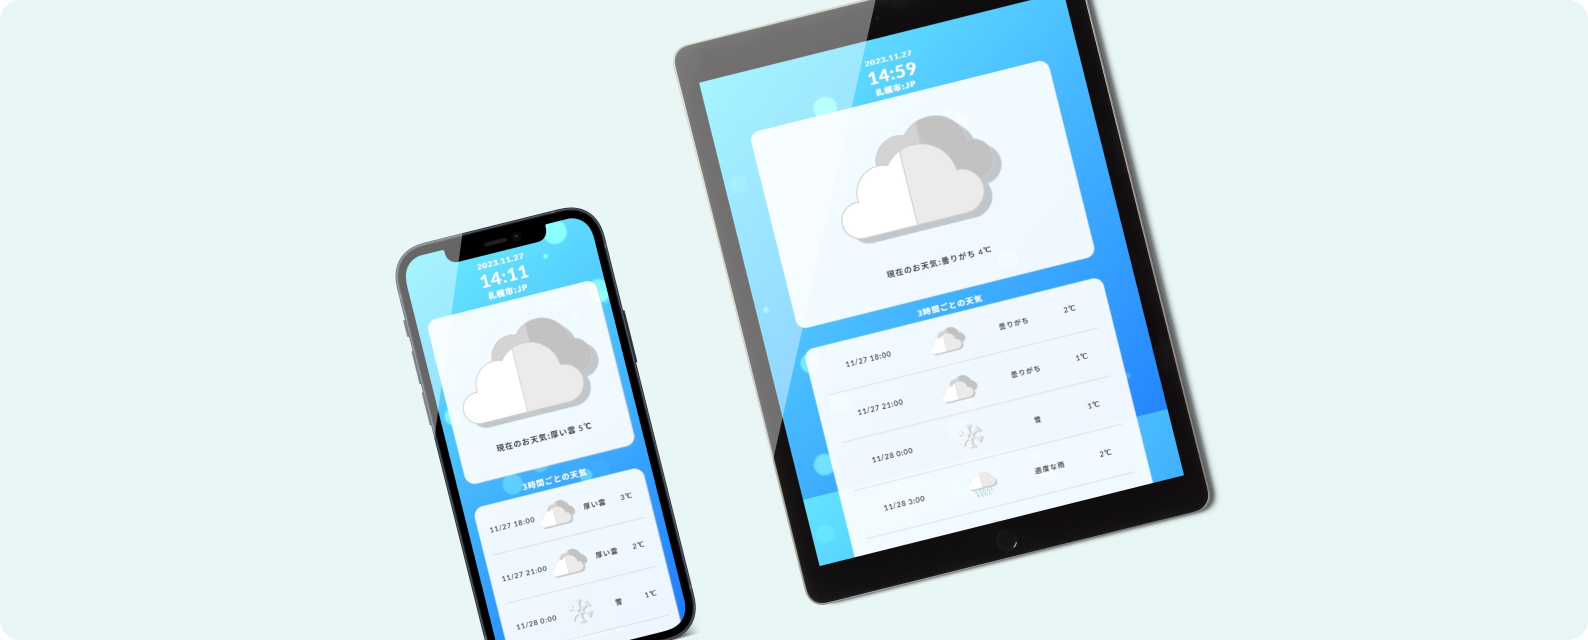 2023.11.27
14:11
札幌市:JP
現在のお天気:厚い雲 5℃
3時間ごとの天気
11/27 18:00 厚い雲 3℃
11/27 21:00 厚い雲 2℃
11/28 0:00 雪 1℃
2023.11.27
14:59
札幌市:JP
現在のお天気:曇りがち 4℃
3時間ごとの天気
11/27 18:00 曇りがち 2℃
11/27 21:00 曇りがち 1℃
11/28 0:00 雪 1℃
11/28 3:00 適度な雨 2℃